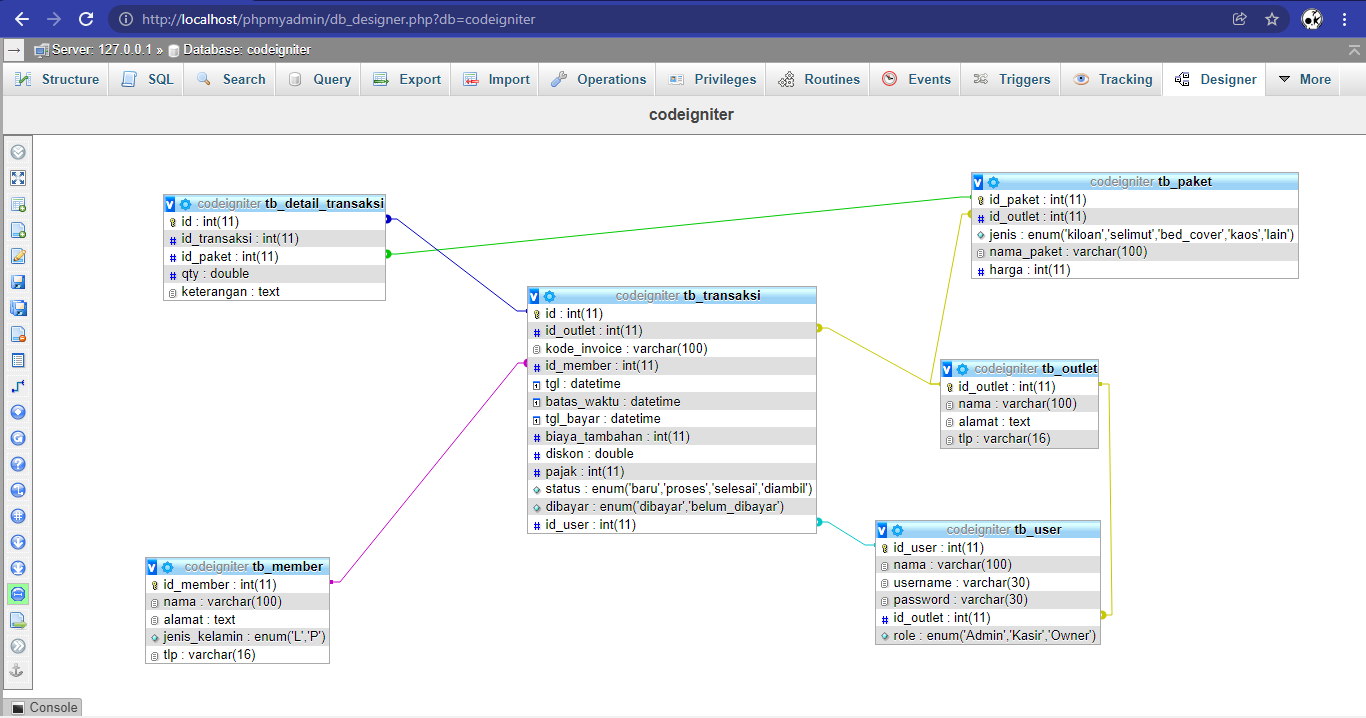 http://localhost/phpmyadmin/db_designer.php?db=codeigniter
Server: 127.0.0.1 » Database: codeigniter
Structure SQL Search Query Export Import Operations Privileges Routines Events Triggers Tracking Designer More
codeigniter
codeigniter tb_detail_transaksi
id : int(11)
id_transaksi : int(11)
id_paket : int(11)
qty : double
keterangan : text
codeigniter tb_paket
id_paket : int(11)
id_outlet : int(11)
jenis : enum('kiloan','selimut','bed_cover','kaos','lain')
nama_paket : varchar(100)
harga : int(11)
codeigniter tb_transaksi
id : int(11)
id_outlet : int(11)
kode_invoice : varchar(100)
id_member : int(11)
tgl : datetime
batas_waktu : datetime
tgl_bayar : datetime
biaya_tambahan : int(11)
diskon : double
pajak : int(11)
status : enum('baru','proses','selesai','diambil')
dibayar : enum('dibayar','belum_dibayar')
id_user : int(11)
codeigniter tb_outlet
id_outlet : int(11)
nama : varchar(100)
alamat : text
tlp : varchar(16)
codeigniter tb_user
id_user : int(11)
nama : varchar(100)
username : varchar(30)
password : varchar(30)
id_outlet : int(11)
role : enum('Admin','Kasir','Owner')
codeigniter tb_member
id_member : int(11)
nama : varchar(100)
alamat : text
jenis_kelamin : enum('L','P')
tlp : varchar(16)
Console